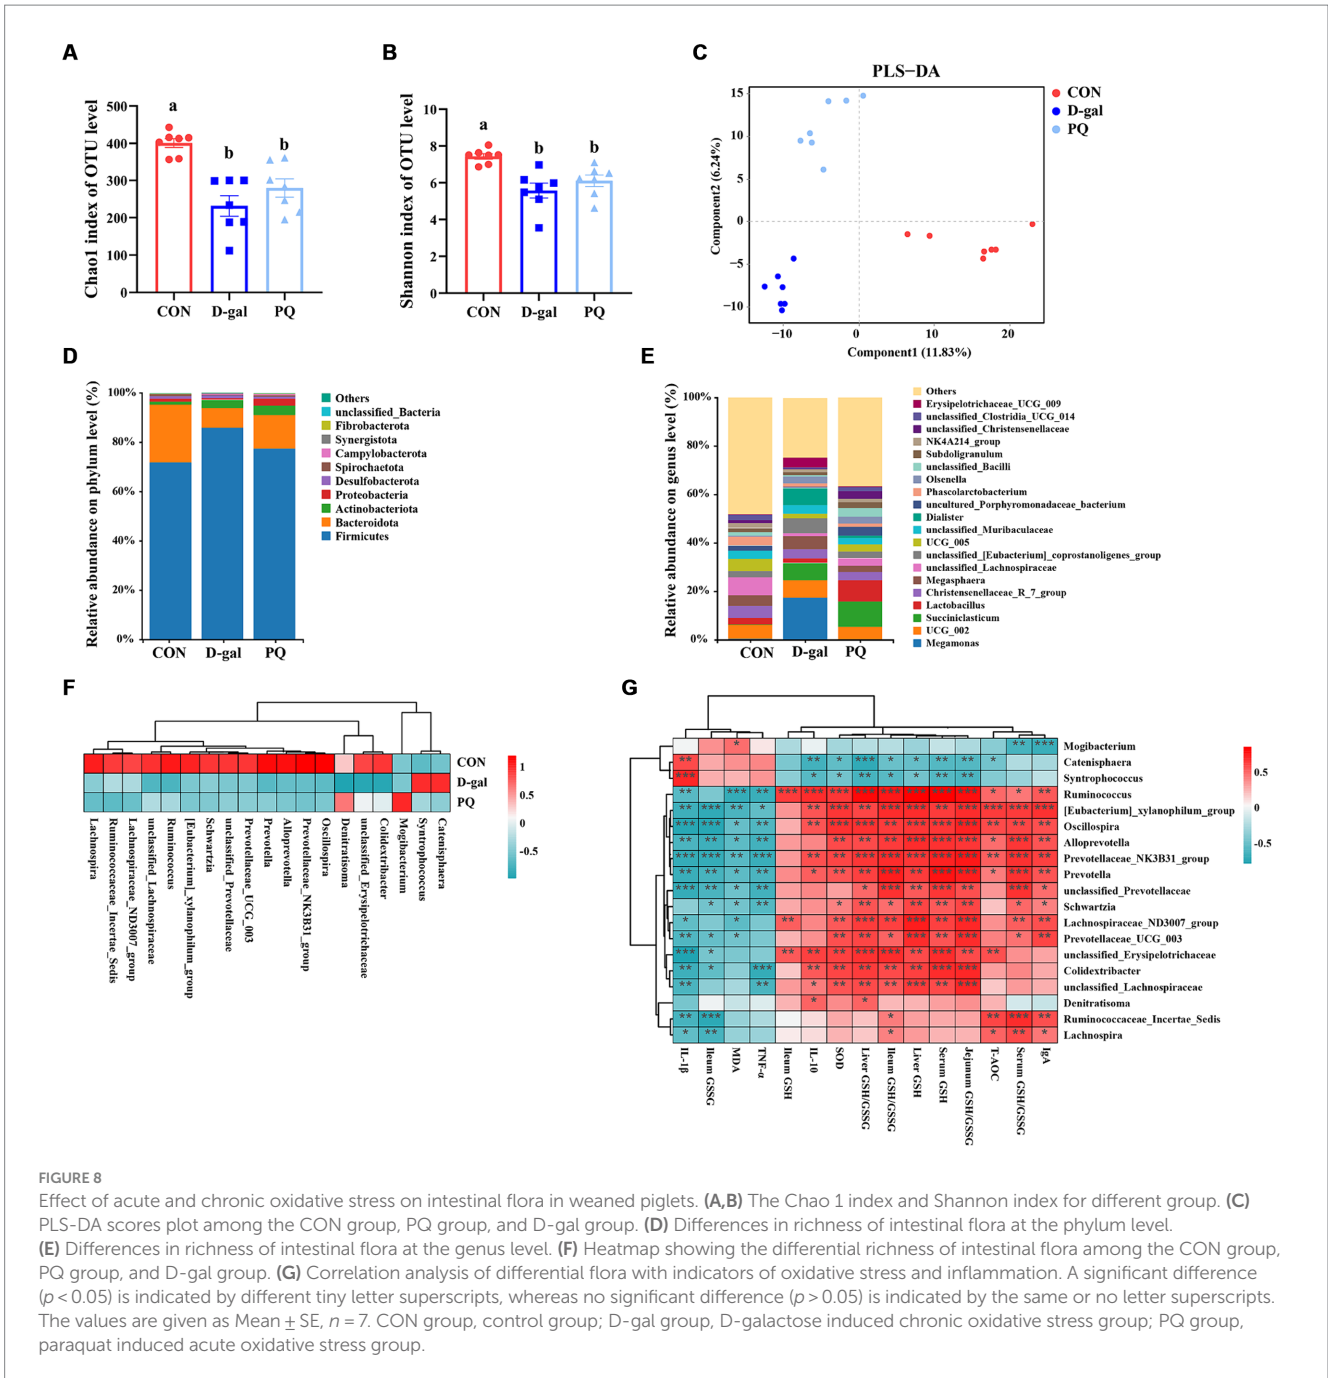 A
Chao1 index of OTU level
500
400
300
200
100
0
a
b
b
CON
D-gal
PQ
B
Shannon index of OTU level
10
8
6
4
2
0
a
b
b
CON
D-gal
PQ
C
PLS−DA
Component2 (6.24%)
15
10
5
0
−5
−10
−10
0
10
20
Component1 (11.83%)
CON
D-gal
PQ
D
Relative abundance on phylum level (%)
100%
80%
60%
40%
20%
0%
CON
D-gal
PQ
Others
unclassified_Bacteria
Fibrobacterota
Synergistota
Campylobacterota
Spirochaetota
Desulfobacterota
Proteobacteria
Actinobacteriota
Bacteroidota
Firmicutes
E
Relative abundance on genus level (%)
100%
80%
60%
40%
20%
0%
CON
D-gal
PQ
Others
Erysipelotrichaceae_UCG_009
unclassified_Clostridia_UCG_014
unclassified_Christensenellaceae
NK4A214_group
Subdoligranulum
unclassified_Bacilli
Olsenella
Phascolarctobacterium
uncultured_Porphyromonadaceae_bacterium
Dialister
unclassified_Muribaculaceae
UCG_005
unclassified_[Eubacterium]_coprostanoligenes_group
unclassified_Lachnospiraceae
Megasphaera
Christensenellaceae_R_7_group
Lactobacillus
Succiniclasticum
UCG_002
Megamonas
F
CON
D-gal
PQ
1
0.5
0
-0.5
Lachnospira
Ruminococcaceae_Incertae_Sedis
Lachnospiraceae_ND3007_group
unclassified_Lachnospiraceae
Ruminococcus
[Eubacterium]_xylanophilum_group
Schwartzia
unclassified_Prevotellaceae
Prevotellaceae_UCG_003
Prevotella
Alloprevotella
Prevotellaceae_NK3B31_group
Oscillospira
Denitratisoma
unclassified_Erysipelotrichaceae
Colidextribacter
Mogibacterium
Syntrophococcus
Catenisphaera
G
Mogibacterium
Catenisphaera
Syntrophococcus
Ruminococcus
[Eubacterium]_xylanophilum_group
Oscillospira
Alloprevotella
Prevotellaceae_NK3B31_group
Prevotella
unclassified_Prevotellaceae
Schwartzia
Lachnospiraceae_ND3007_group
Prevotellaceae_UCG_003
unclassified_Erysipelotrichaceae
Colidextribacter
unclassified_Lachnospiraceae
Denitratisoma
Ruminococcaceae_Incertae_Sedis
Lachnospira
IL-1β
Ileum GSSG
MDA
TNF-α
Ileum GSH
IL-10
SOD
Liver GSH/GSSG
Ileum GSH/GSSG
Liver GSH
Serum GSH
Jejunum GSH/GSSG
T-AOC
Serum GSH/GSSG
IgA
0.5
0
-0.5
FIGURE 8
Effect of acute and chronic oxidative stress on intestinal flora in weaned piglets. (A,B) The Chao 1 index and Shannon index for different group. (C)
PLS-DA scores plot among the CON group, PQ group, and D-gal group. (D) Differences in richness of intestinal flora at the phylum level.
(E) Differences in richness of intestinal flora at the genus level. (F) Heatmap showing the differential richness of intestinal flora among the CON group,
PQ group, and D-gal group. (G) Correlation analysis of differential flora with indicators of oxidative stress and inflammation. A significant difference
(p < 0.05) is indicated by different tiny letter superscripts, whereas no significant difference (p > 0.05) is indicated by the same or no letter superscripts.
The values are given as Mean ± SE, n = 7. CON group, control group; D-gal group, D-galactose induced chronic oxidative stress group; PQ group,
paraquat induced acute oxidative stress group.